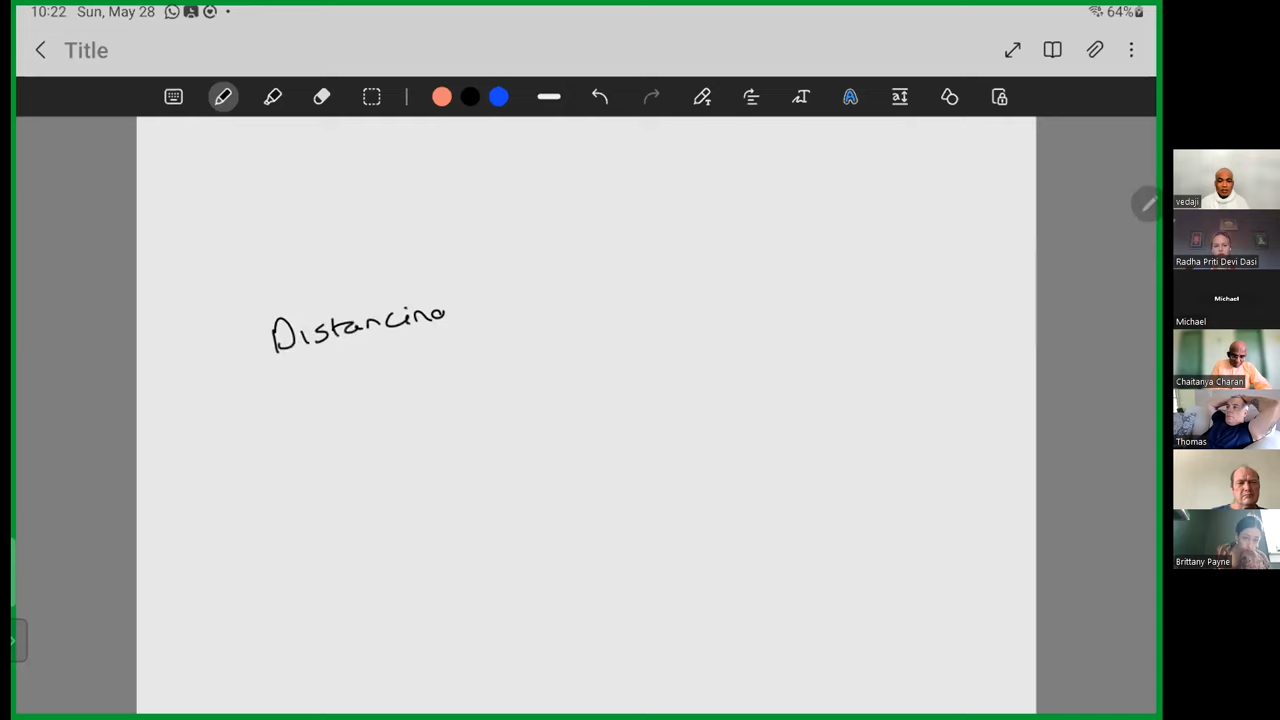 10:22 Sun, May 28
64%
Title
Distancino
vedaji
Radha Priti Devi Dasi
Michael
Michael
Chaitanya Charan
Thomas
Brittany Payne